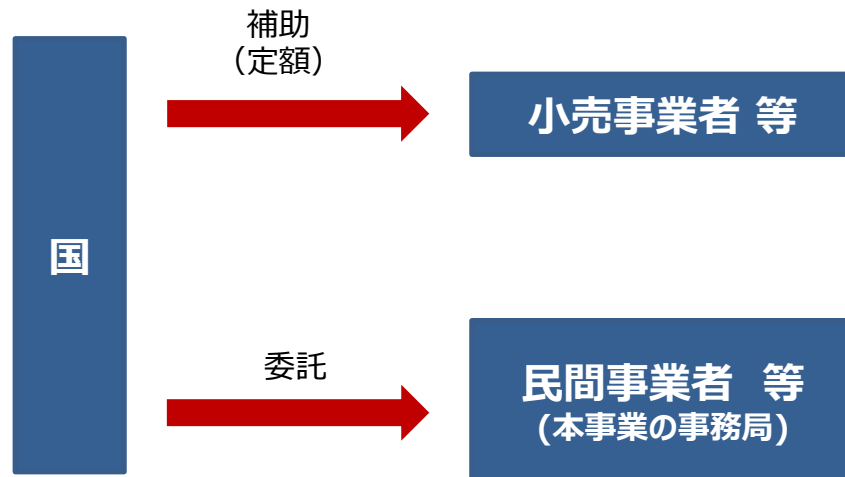 補助
（定額）
小売事業者 等
国
委託
民間事業者　等
(本事業の事務局)